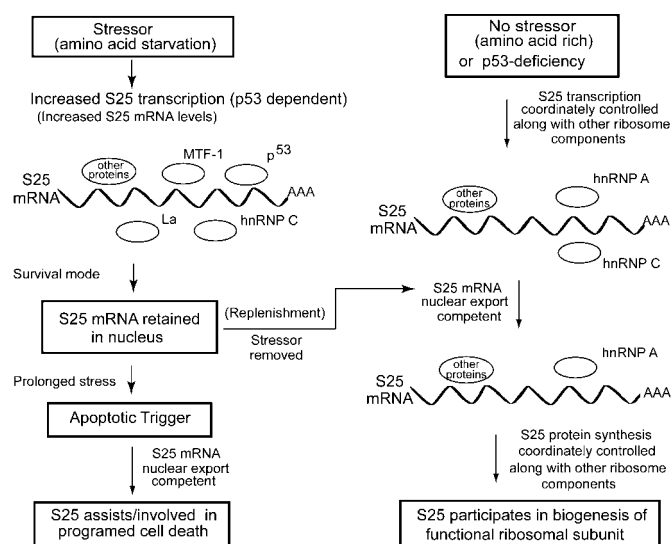 Stressor
(amino acid starvation)
Increased S25 transcription (p53 dependent)
(Increased S25 mRNA levels)
other
proteins
MTF-1
p53
S25
mRNA
AAA
La
hnRNP C
Survival mode
S25 mRNA retained
in nucleus
(Replenishment)
Stressor
removed
Prolonged stress
Apoptotic Trigger
S25 mRNA
nuclear export
competent
S25 assists/involved in
programed cell death
No stressor
(amino acid rich)
or p53-deficiency
S25 transcription
coordinately controlled
along with other ribosome
components
other
proteins
hnRNP A
S25
mRNA
AAA
hnRNP C
S25 mRNA
nuclear export
competent
hnRNP A
other
proteins
S25
mRNA
AAA
S25 protein synthesis
coordinately controlled
along with other ribosome
components
S25 participates in biogenesis of
functional ribosomal subunit